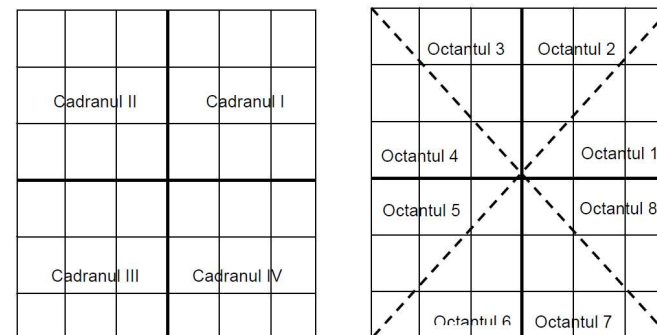 Cadranul II
Cadranul I
Cadranul III
Cadranul IV
Octantul 3
Octantul 2
Octantul 4
Octantul 1
Octantul 5
Octantul 8
Octantul 6
Octantul 7